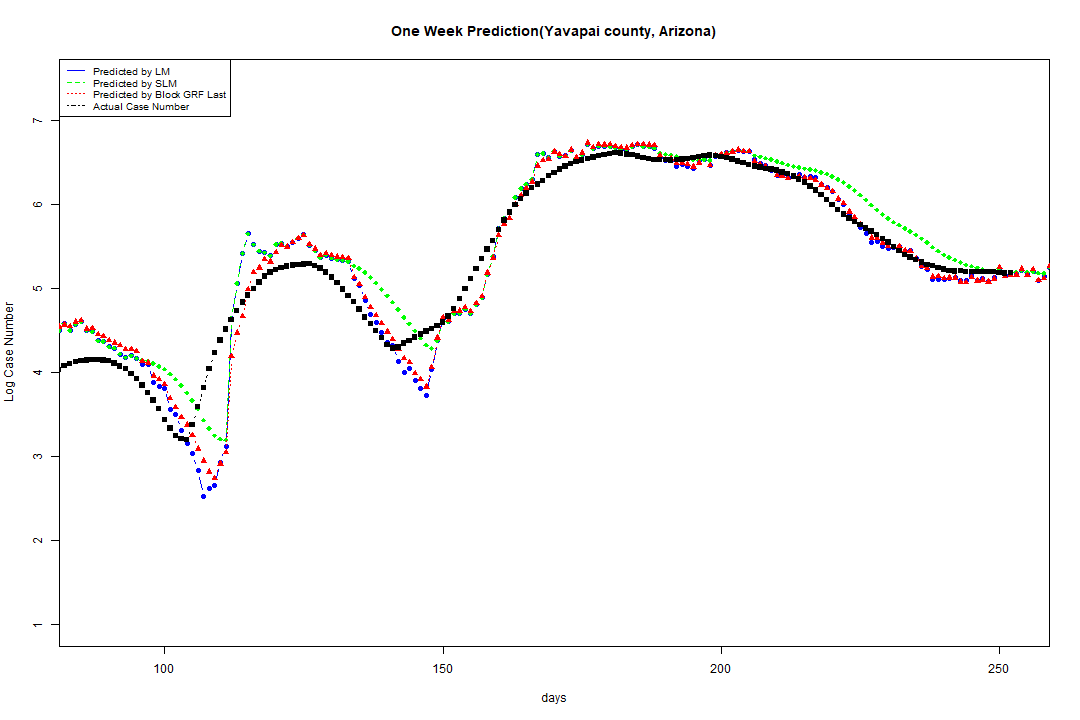 One Week Prediction(Yavapai county, Arizona)
Predicted by LM
Predicted by SLM
Predicted by Block GRF Last
Actual Case Number
7
6
5
4
3
2
1
Log Case Number
100 150 200 250
days